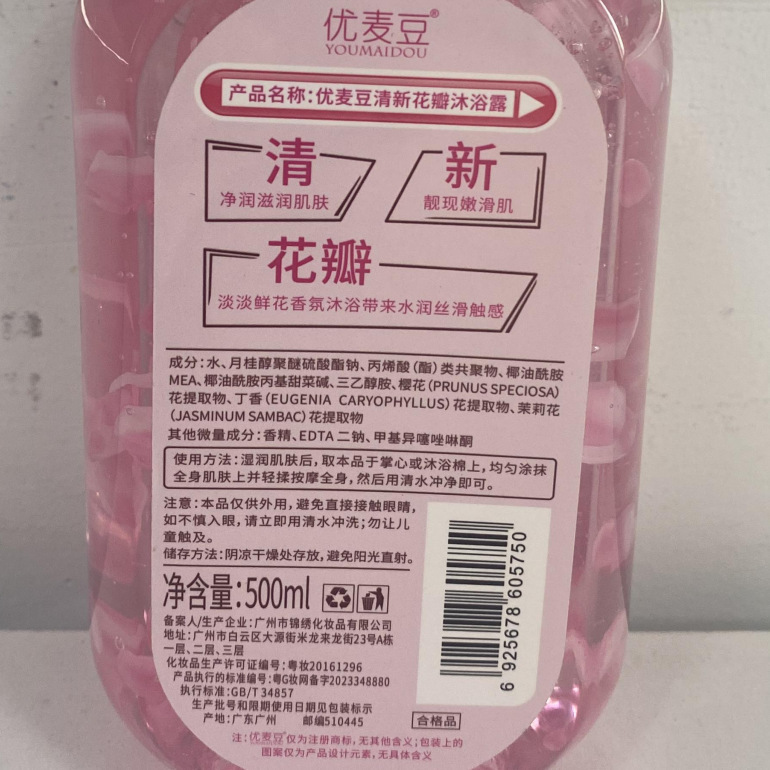 优麦豆®
YOUMAIDOU
产品名称:优麦豆清新花瓣沐浴露
清
净润滋润肌肤
新
靓现嫩滑肌
花瓣
淡淡鲜花香氛沐浴带来水润丝滑触感
成分:水、月桂醇聚醚硫酸酯钠、丙烯酸(酯)类共聚物、椰油酰胺
MEA、椰油酰胺丙基甜菜碱、三乙醇胺、樱花(PRUNUS SPECIOSA)
花提取物、丁香(EUGENIA CARYOPHYLLUS)花提取物、茉莉花
(JASMINUM SAMBAC)花提取物
其他微量成分:香精、EDTA 二钠、甲基异噻唑啉酮
使用方法:湿润肌肤后,取本品于掌心或沐浴棉上,均匀涂抹
全身肌肤上并轻揉按摩全身,然后用清水冲净即可。
注意:本品仅供外用,避免直接接触眼睛,
如不慎入眼,请立即用清水冲洗;勿让儿
童触及。
储存方法:阴凉干燥处存放,避免阳光直射。
净含量:500ml
备案人/生产企业:广州市锦绣化妆品有限公司
地址:广州市白云区大源街米龙来龙街23号A栋
一层、二层、三层
化妆品生产许可证编号:粤妆20161296
产品执行的标准编号:粤G妆网备字2023348880
执行标准:GB/T 34857
生产批号和限期使用日期见包装标示
产地:广东广州 邮编510445
6 925678 605750
合格品
注:优麦豆®仅为注册商标,无其他含义;包装上的
图案仅为产品设计元素,无具体含义